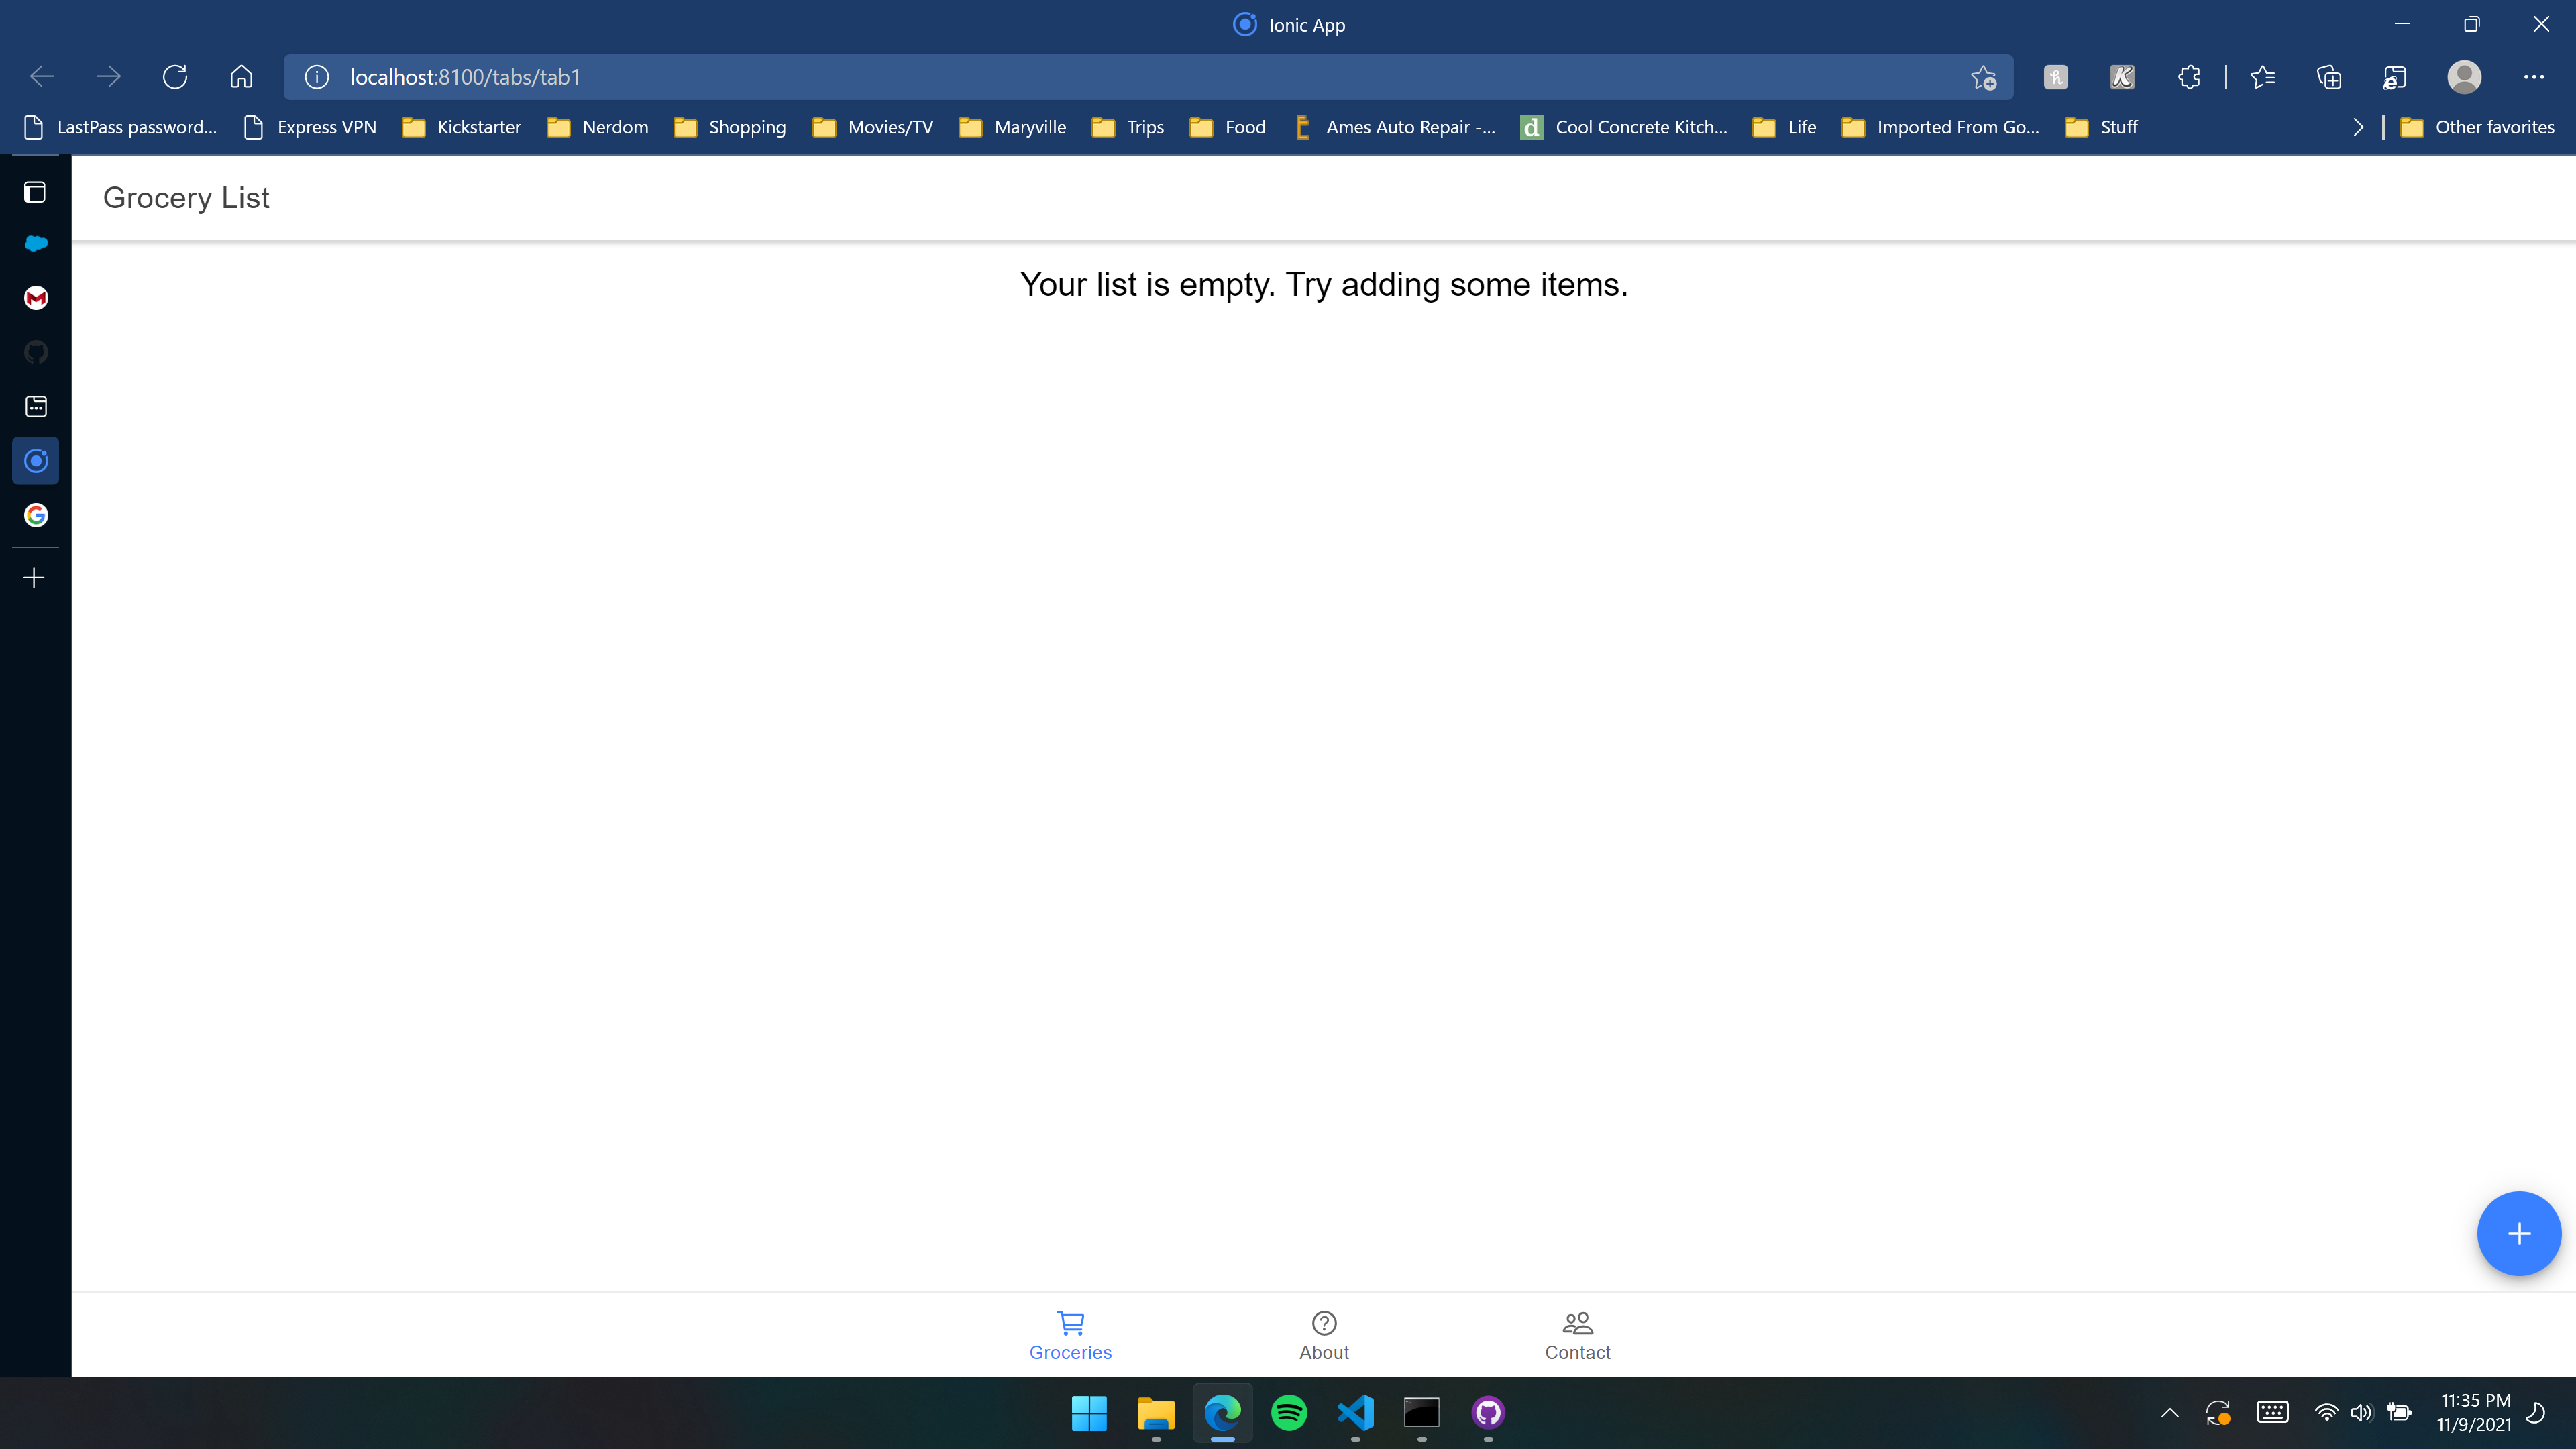 Ionic App
localhost:8100/tabs/tab1
LastPass password... Express VPN Kickstarter Nerdom Shopping Movies/TV Maryville Trips Food Ames Auto Repair -... Cool Concrete Kitch... Life Imported From Go... Stuff Other favorites
Grocery List
Your list is empty. Try adding some items.
Groceries About Contact
11:35 PM
11/9/2021